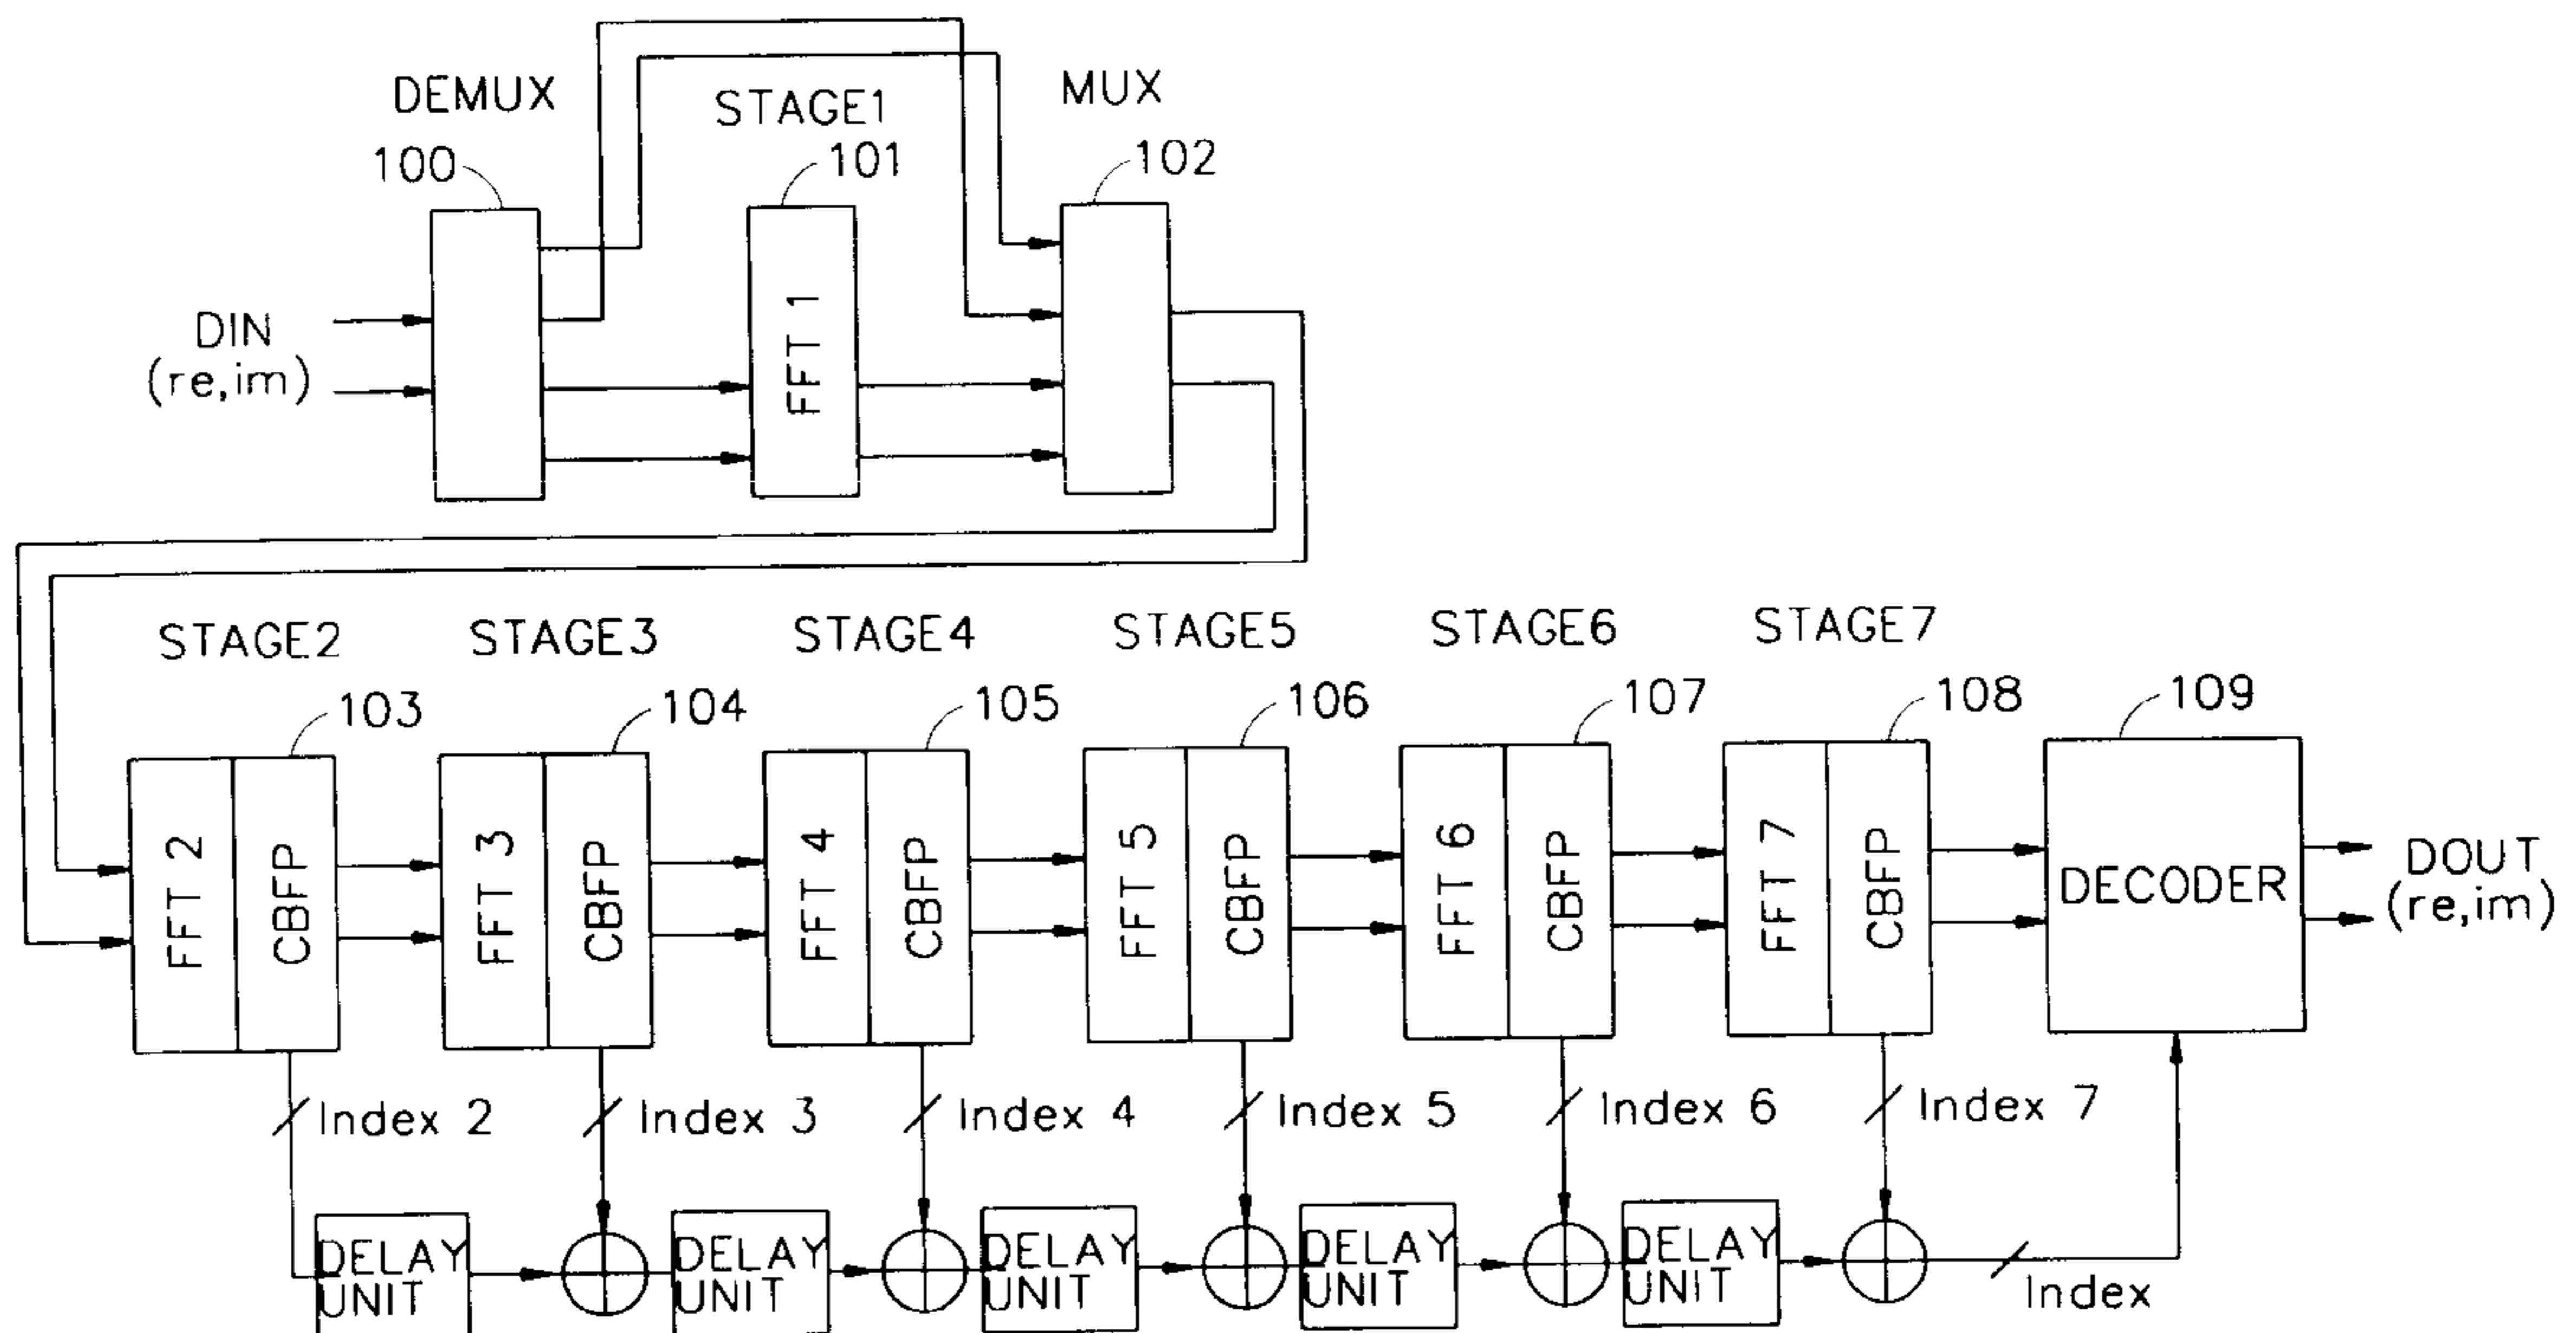 DEMUX
STAGE1
MUX
100
101
102
DIN
(re,im)
FFT 1
STAGE2
STAGE3
STAGE4
STAGE5
STAGE6
STAGE7
103
104
105
106
107
108
109
FFT 2
CBFP
FFT 3
CBFP
FFT 4
CBFP
FFT 5
CBFP
FFT 6
CBFP
FFT 7
CBFP
DECODER
DOUT
(re,im)
Index 2
Index 3
Index 4
Index 5
Index 6
Index 7
DELAY
UNIT
DELAY
UNIT
DELAY
UNIT
DELAY
UNIT
DELAY
UNIT
Index